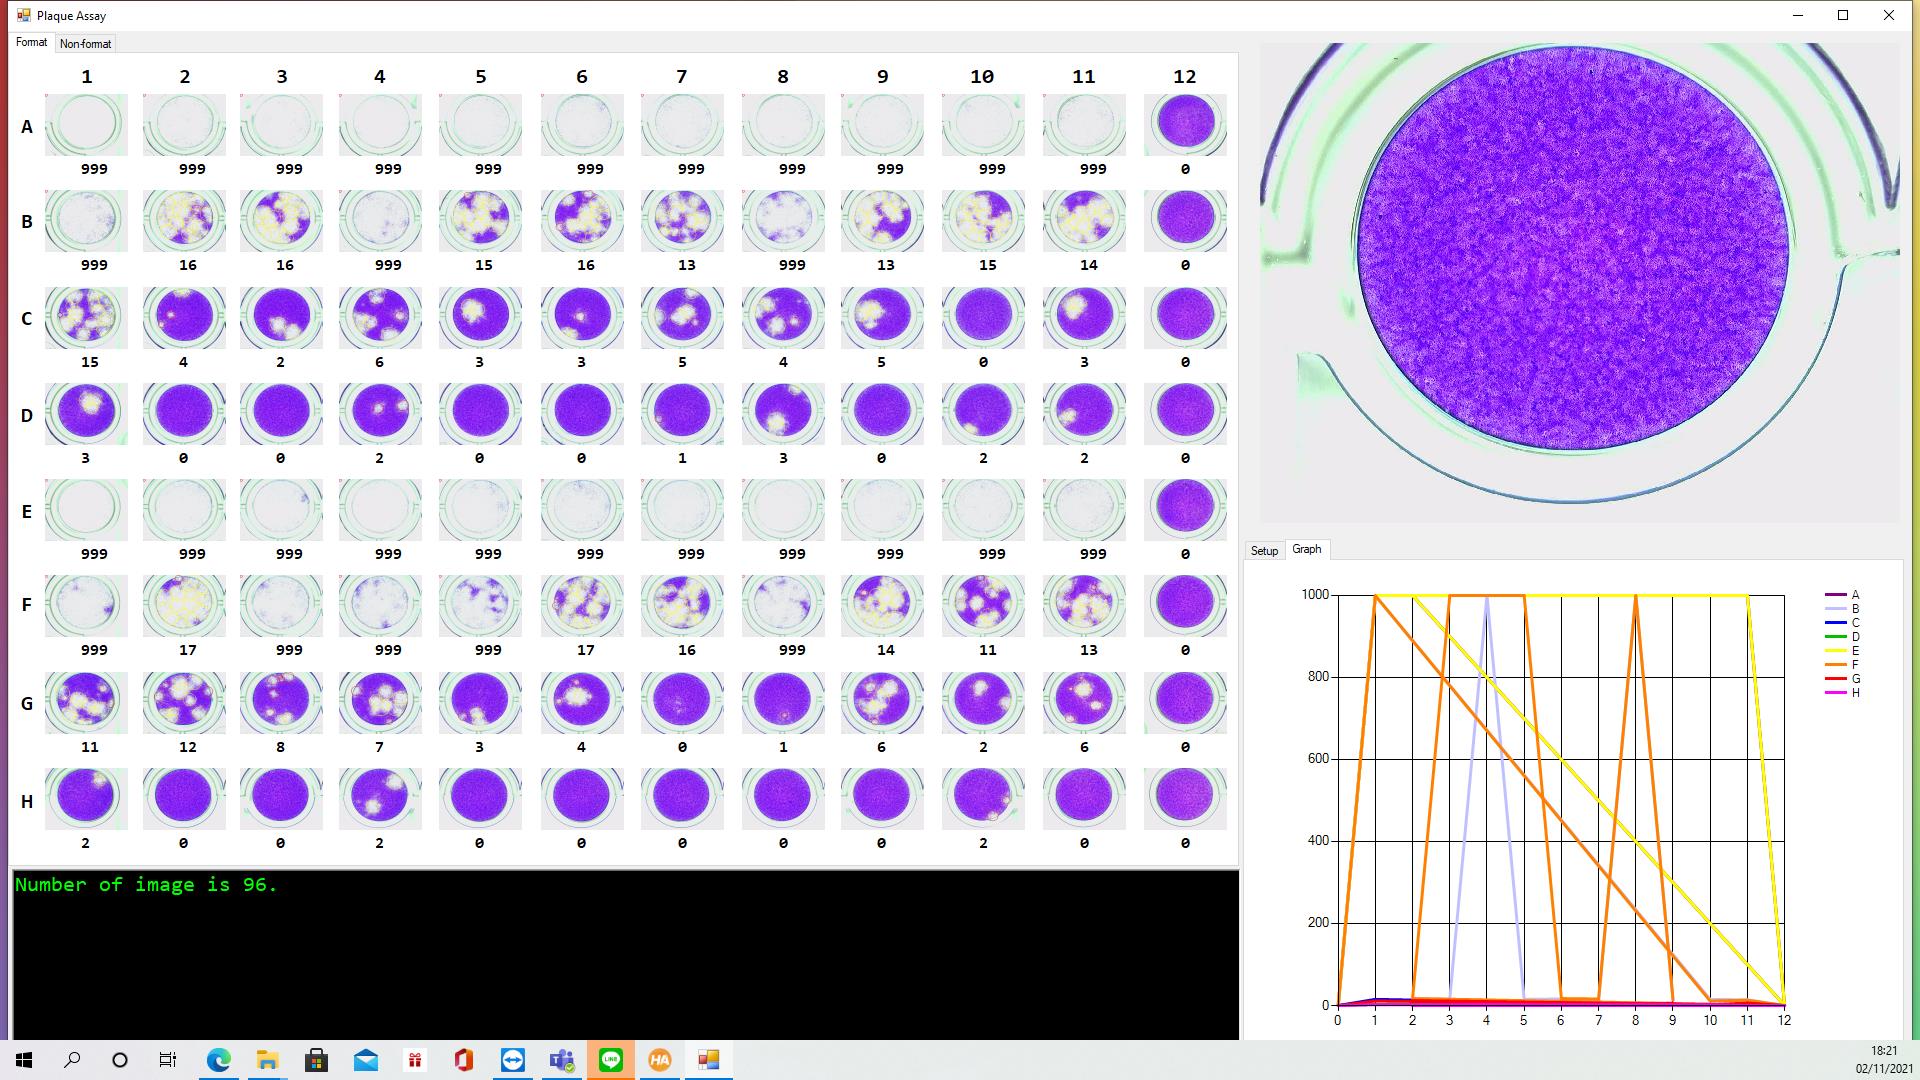 Plaque Assay
Format Non-format
1 2 3 4 5 6 7 8 9 10 11 12
A
999 999 999 999 999 999 999 999 999 999 999 0
B
999 16 16 999 15 16 13 999 13 15 14 0
C
15 4 2 6 3 3 5 4 5 0 3 0
D
3 0 0 2 0 0 1 3 0 2 2 0
E
999 999 999 999 999 999 999 999 999 999 999 0
F
999 17 999 999 999 17 16 999 14 11 13 0
G
11 12 8 7 3 4 0 1 6 2 6 0
H
2 0 0 2 0 0 0 0 0 2 0 0
Number of image is 96.
Setup Graph
1000
800
600
400
200
0
0 1 2 3 4 5 6 7 8 9 10 11 12
A
B
C
D
E
F
G
H
LINE
HA
18:21
02/11/2021